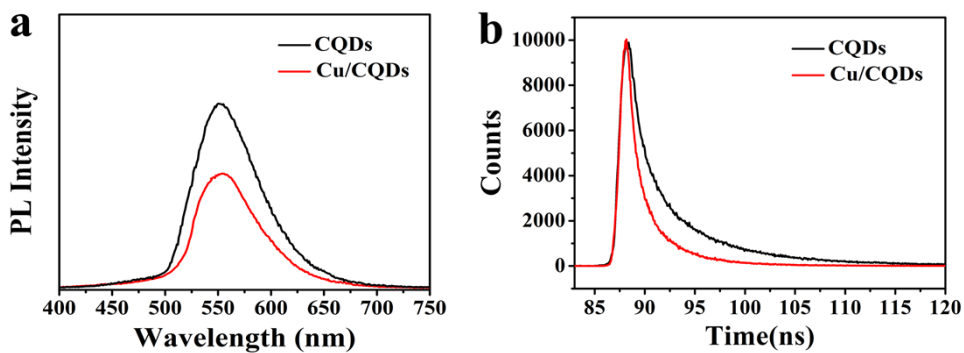 a
CQDs
Cu/CQDs
PL Intensity
400 450 500 550 600 650 700 750
Wavelength (nm)
b
CQDs
Cu/CQDs
Counts
10000
8000
6000
4000
2000
0
85 90 95 100 105 110 115 120
Time(ns)